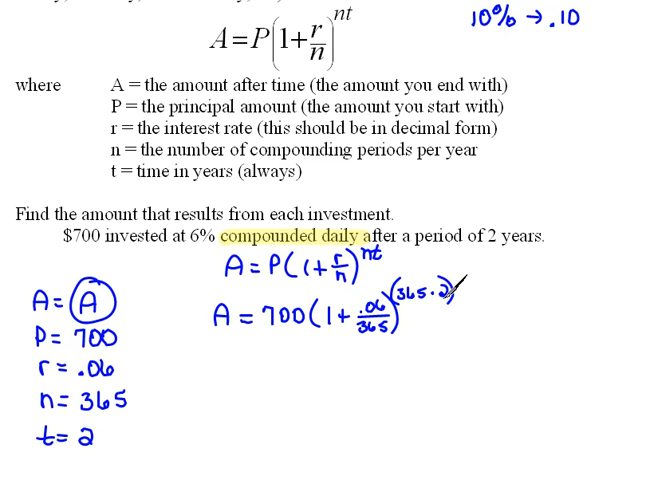 10% → .10
A=P(1+r/n)^nt
where A = the amount after time (the amount you end with)
P = the principal amount (the amount you start with)
r = the interest rate (this should be in decimal form)
n = the number of compounding periods per year
t = time in years (always)
Find the amount that results from each investment.
$700 invested at 6% compounded daily after a period of 2 years.
A = P(1+r/n)^nt
A = 700(1+.06/365)^(365·2)
A = A
P = 700
r = .06
n = 365
t = 2